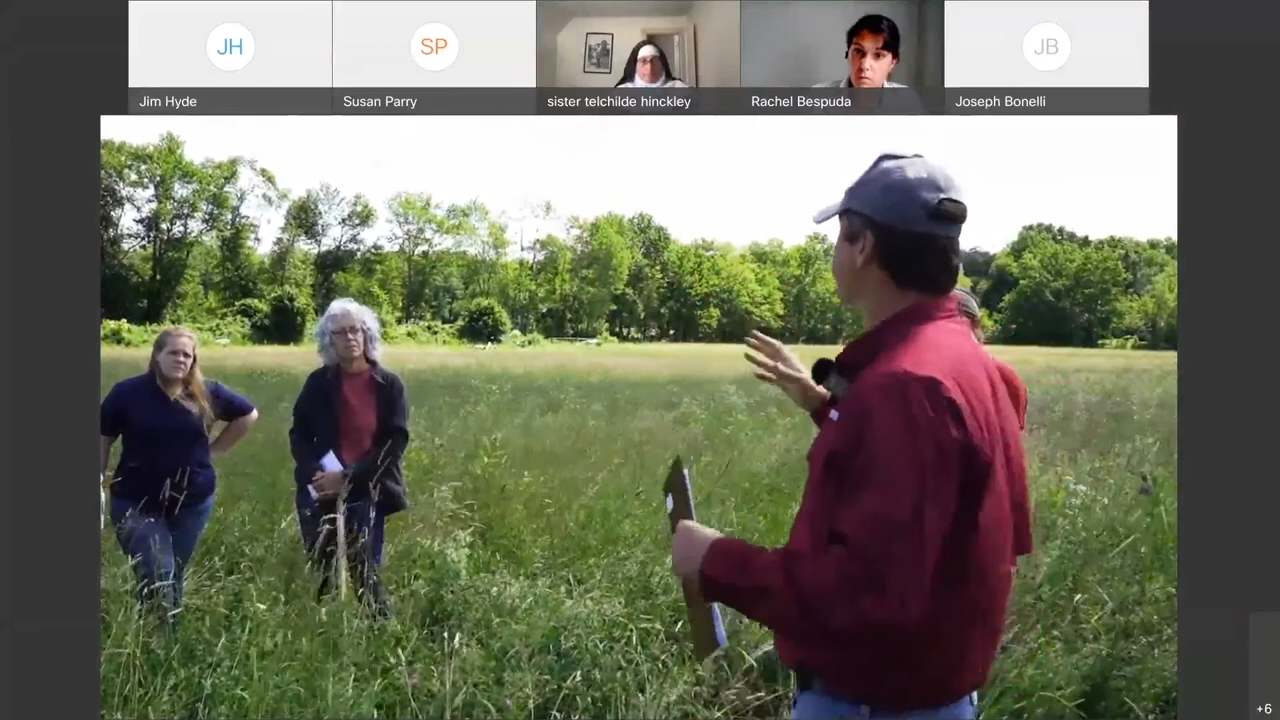 JH
SP
JB
Jim Hyde
Susan Parry
sister telchilde hinckley
Rachel Bespuda
Joseph Bonelli
+6